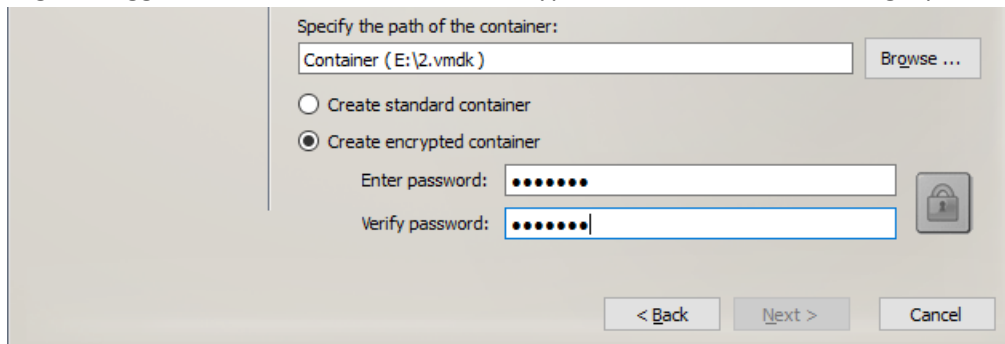 Specify the path of the container:
Container ( E:\2.vmdk )
Browse ...
Create standard container
Create encrypted container
Enter password: ●●●●●●●
Verify password: ●●●●●●●
< Back Next > Cancel